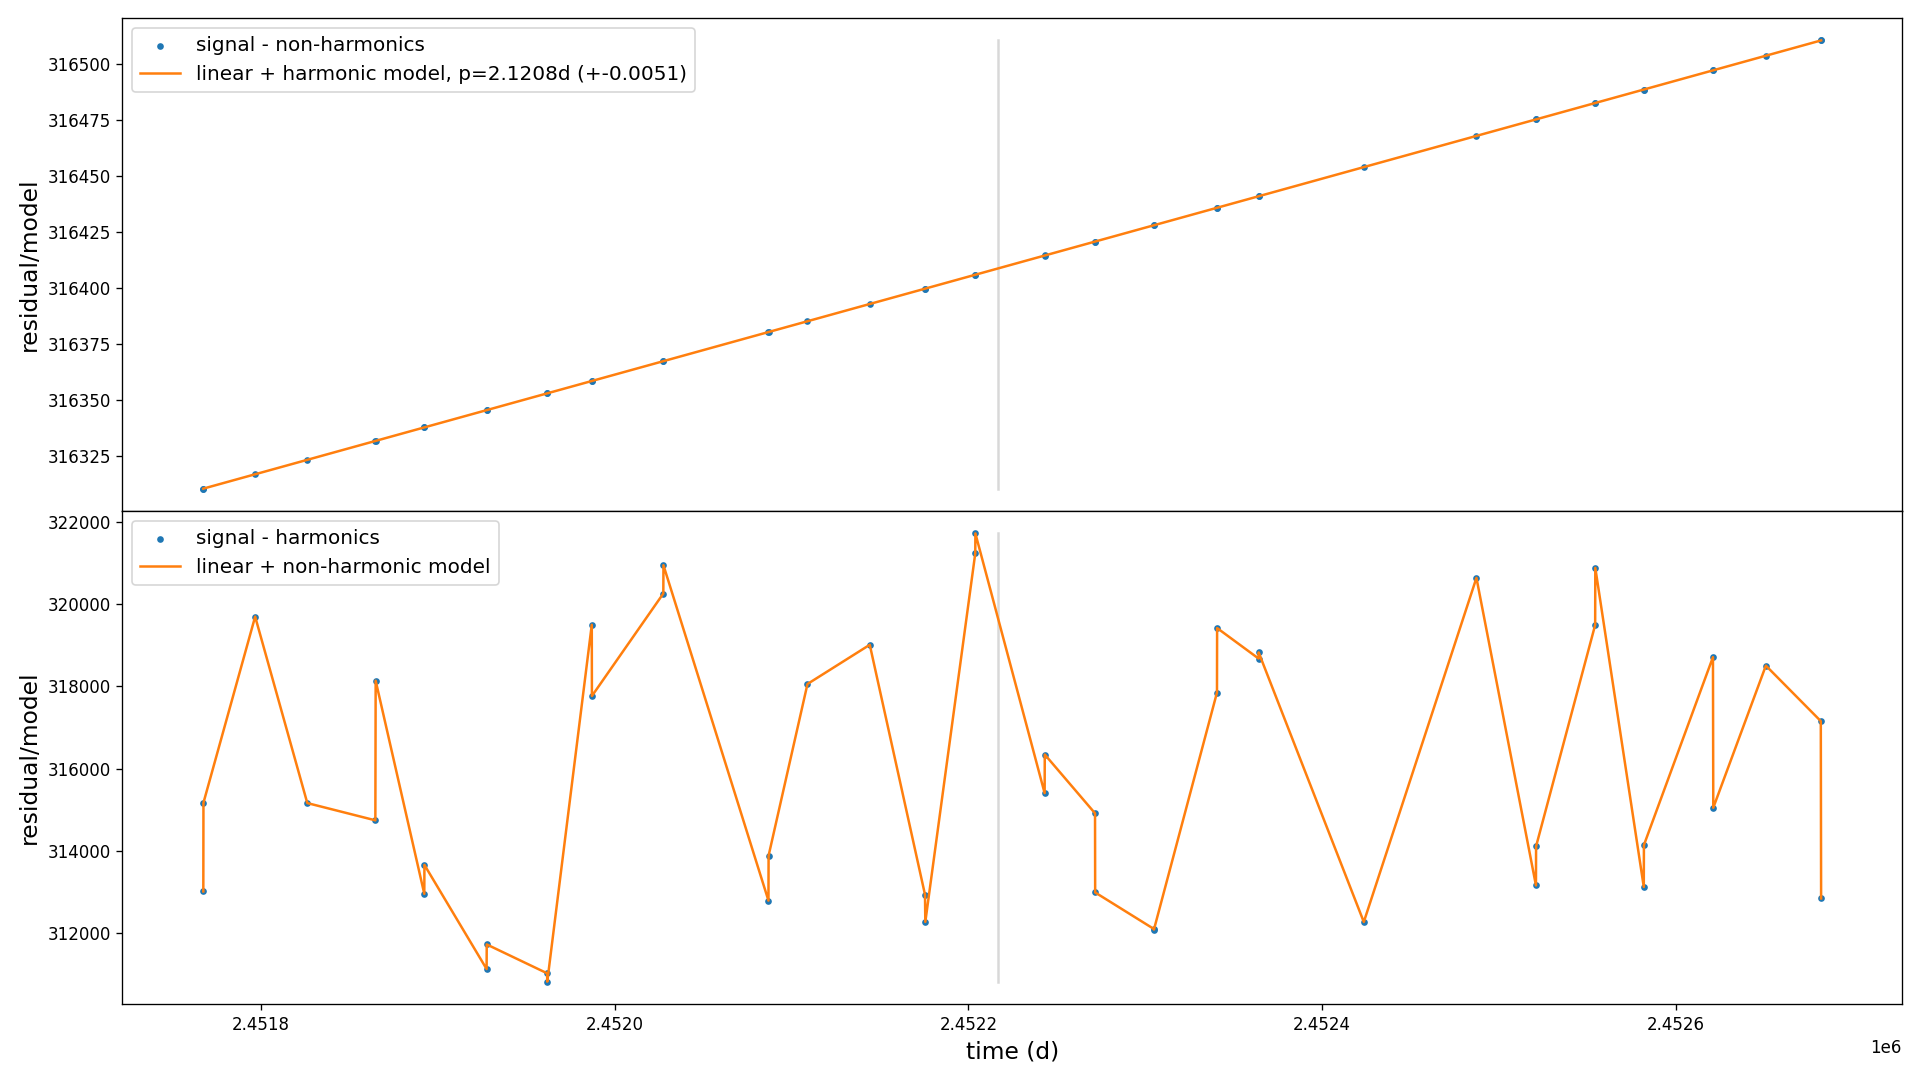 signal - non-harmonics
linear + harmonic model, p=2.1208d (+-0.0051)
316500
316475
316450
316425
316400
316375
316350
316325
residual/model
signal - harmonics
linear + non-harmonic model
322000
320000
318000
316000
314000
312000
residual/model
2.4518 2.4520 2.4522 2.4524 2.4526
time (d)
1e6